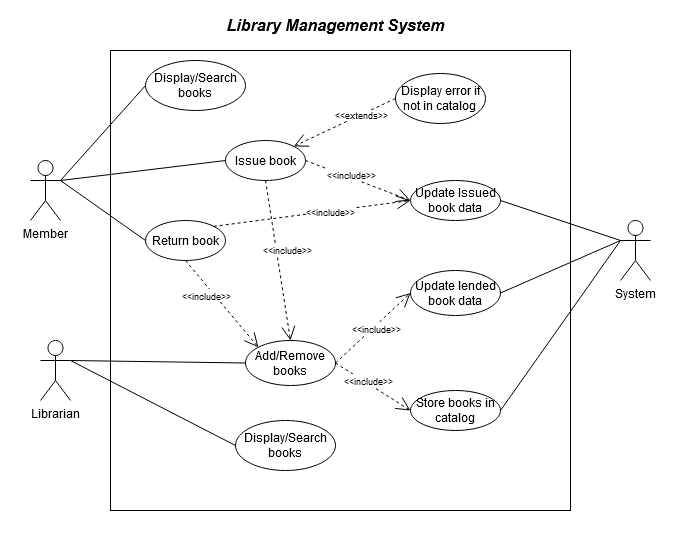 Library Management System
Display/Search
books
Display error if
not in catalog
<<extends>>
Issue book
<<include>>
Update Issued
book data
Member
<<include>>
Return book
<<include>>
<<include>>
Update lended
book data
System
<<include>>
Add/Remove
books
<<include>>
Store books in
catalog
Librarian
Display/Search
books